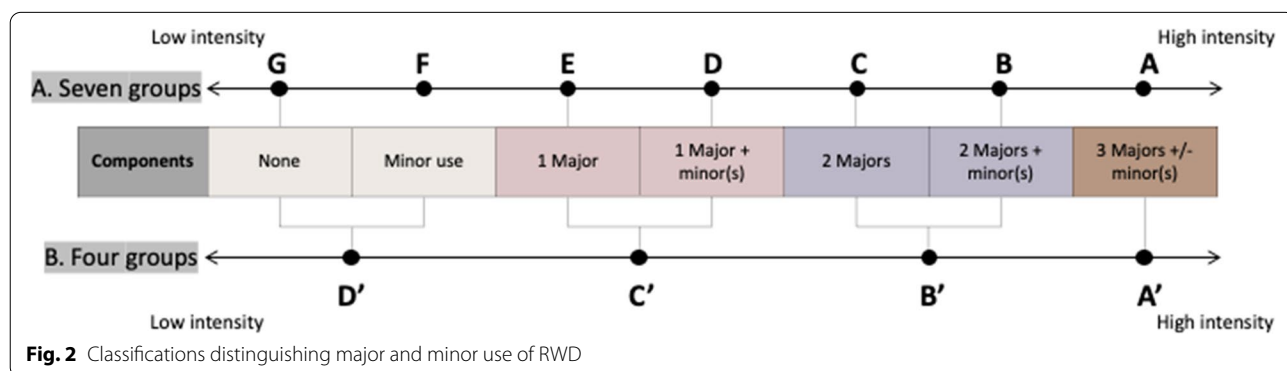 Low intensity High intensity
G F E D C B A
A. Seven groups
Components None Minor use 1 Major 1 Major + minor(s) 2 Majors 2 Majors + minor(s) 3 Majors +/- minor(s)
B. Four groups
D’ C’ B’ A’
Low intensity High intensity
Fig. 2 Classifications distinguishing major and minor use of RWD